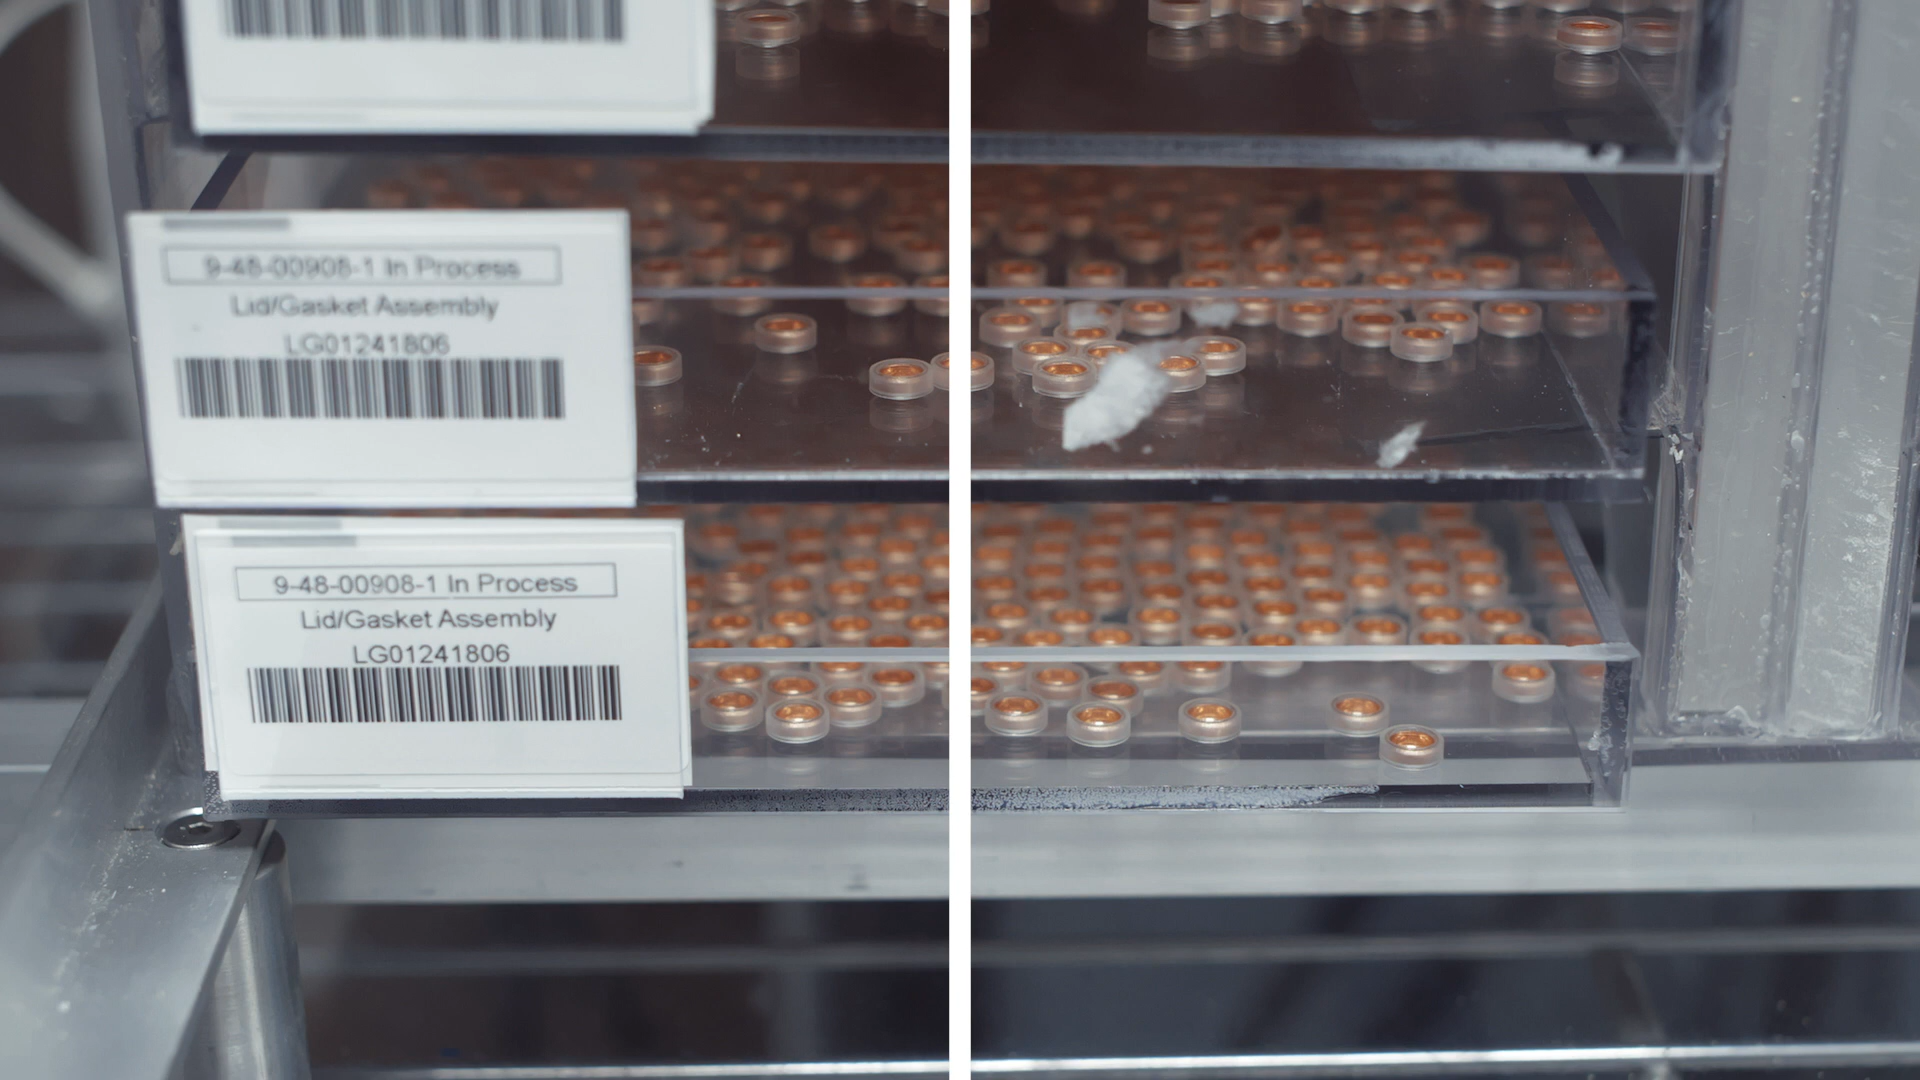 9-48-00908-1 In Process
Lid/Gasket Assembly
LG01241806
9-48-00908-1 In Process
Lid/Gasket Assembly
LG01241806